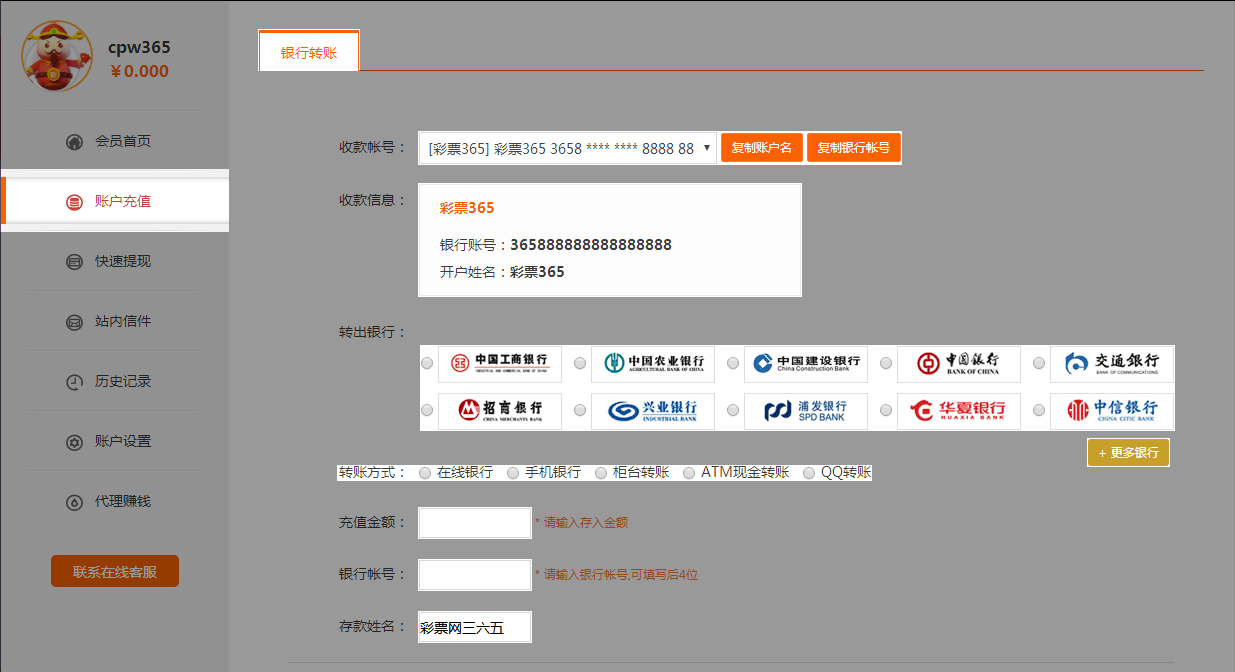 cpw365
¥0.000
会员首页
账户充值
快速提现
站内信件
历史记录
账户设置
代理赚钱
联系在线客服
银行转账
收款帐号： [彩票365] 彩票365 3658 **** **** 8888 88 复制账户名 复制银行帐号
收款信息：
彩票365
银行账号：365888888888888888
开户姓名：彩票365
转出银行：
中国工商银行 中国农业银行 中国建设银行 中国银行 交通银行
INDUSTRIAL AND COMMERCIAL BANK OF CHINA AGRICULTURAL BANK OF CHINA China Construction Bank BANK OF CHINA BANK OF COMMUNICATIONS
招商银行 兴业银行 浦发银行 华夏银行 中信银行
CHINA MERCHANTS BANK INDUSTRIAL BANK SPD BANK HUAXIA BANK CHINA CITIC BANK
+ 更多银行
转账方式： 在线银行 手机银行 柜台转账 ATM现金转账 QQ转账
充值金额： * 请输入存入金额
银行帐号： * 请输入银行帐号,可填写后4位
存款姓名： 彩票网三六五